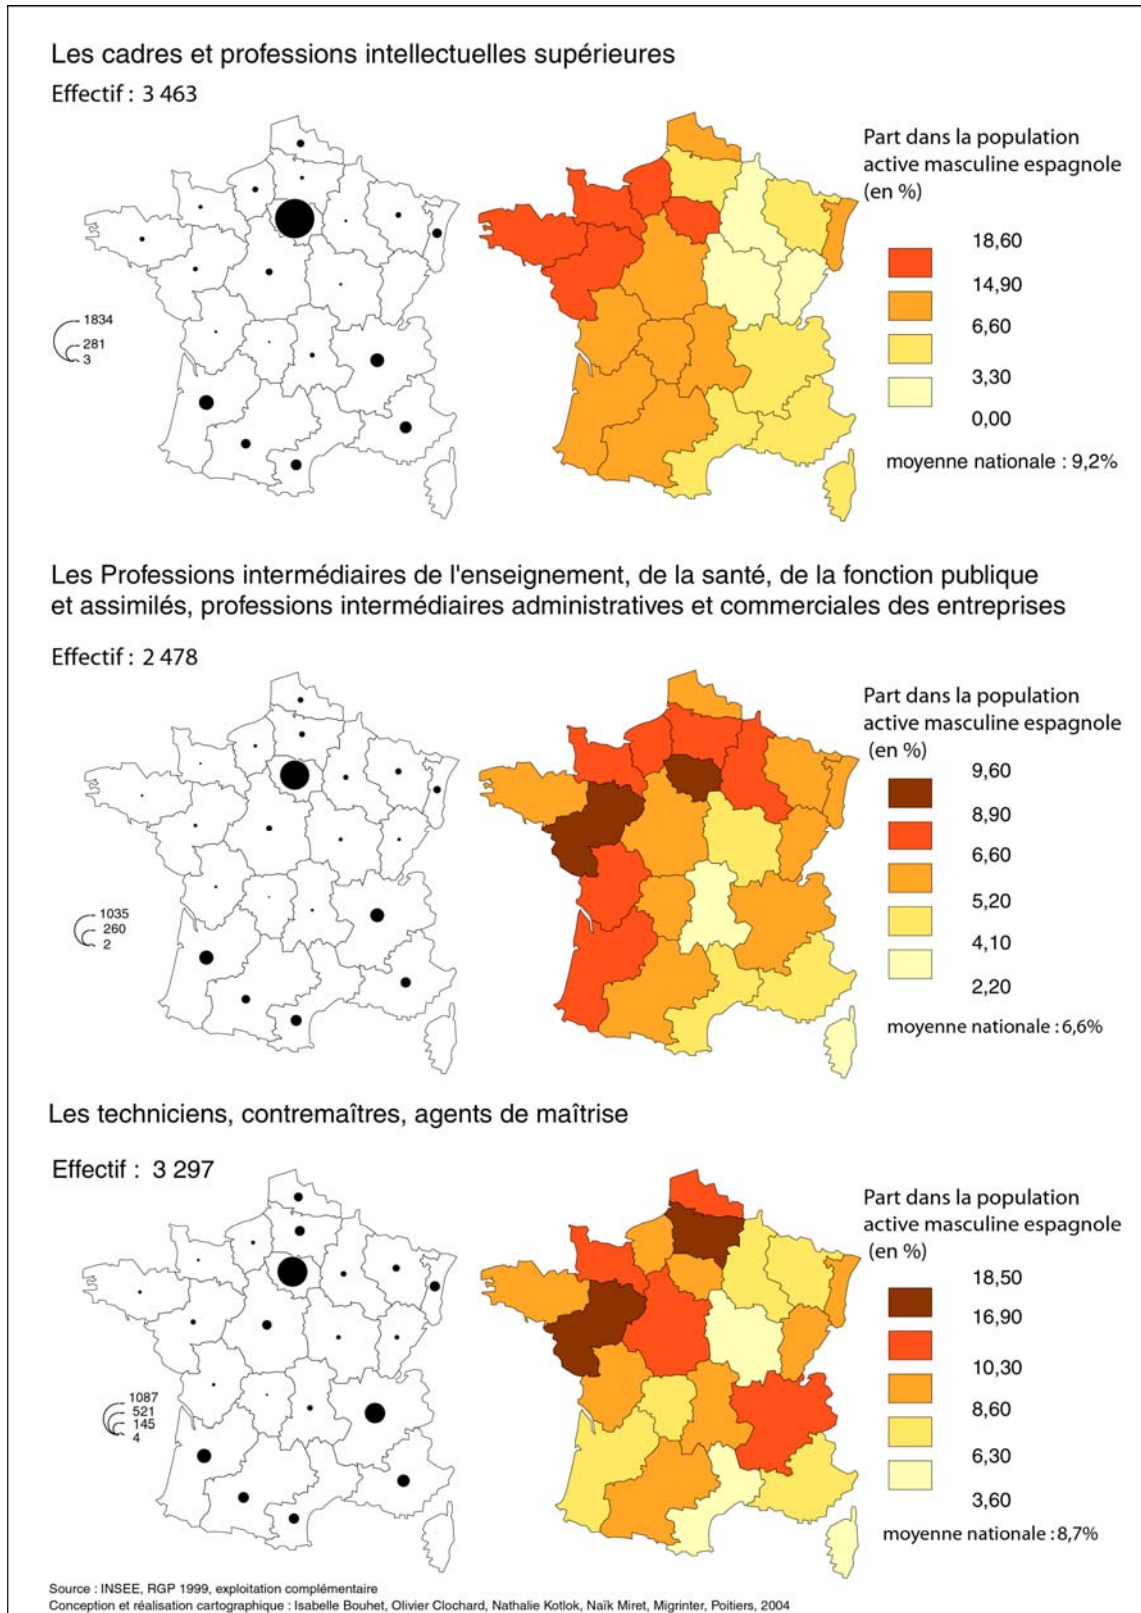 Les cadres et professions intellectuelles supérieures
Effectif : 3 463
1834
281
3
Part dans la population
active masculine espagnole
(en %)
18,60
14,90
6,60
3,30
0,00
moyenne nationale : 9,2%
Les Professions intermédiaires de l'enseignement, de la santé, de la fonction publique
et assimilés, professions intermédiaires administratives et commerciales des entreprises
Effectif : 2 478
1035
260
2
Part dans la population
active masculine espagnole
(en %)
9,60
8,90
6,60
5,20
4,10
2,20
moyenne nationale : 6,6%
Les techniciens, contremaîtres, agents de maîtrise
Effectif : 3 297
1087
521
145
4
Part dans la population
active masculine espagnole
(en %)
18,50
16,90
10,30
8,60
6,30
3,60
moyenne nationale : 8,7%
Source : INSEE, RGP 1999, exploitation complémentaire
Conception et réalisation cartographique : Isabelle Bouhet, Olivier Clochard, Nathalie Kotlok, Naïk Miret, Migrinter, Poitiers, 2004